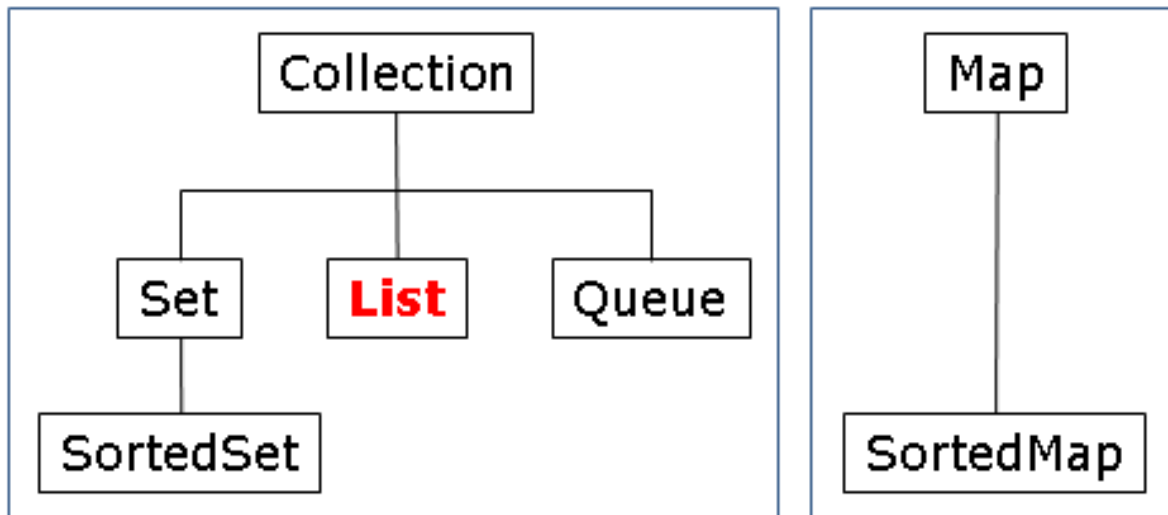 Collection
Map
Set
List
Queue
SortedSet
SortedMap